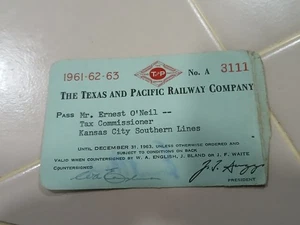 1961-62-63 T&P No. A 3111
THE TEXAS AND PACIFIC RAILWAY COMPANY
PASS Mr. Ernest O'Neil --
Tax Commissioner
Kansas City Southern Lines
UNTIL DECEMBER 31, 1963, UNLESS OTHERWISE ORDERED AND
SUBJECT TO CONDITIONS ON BACK
VALID WHEN COUNTERSIGNED BY W. A. ENGLISH, J. BLAND OR J. F. WAITE
COUNTERSIGNED
PRESIDENT